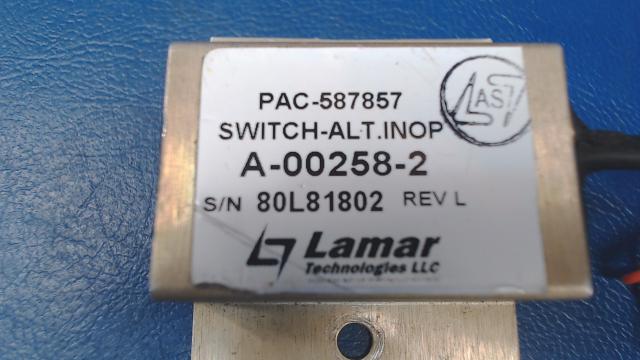 PAC-587857
LAST
SWITCH-ALT.INOP
A-00258-2
S/N 80L81802 REV L
Lamar
Technologies LLC